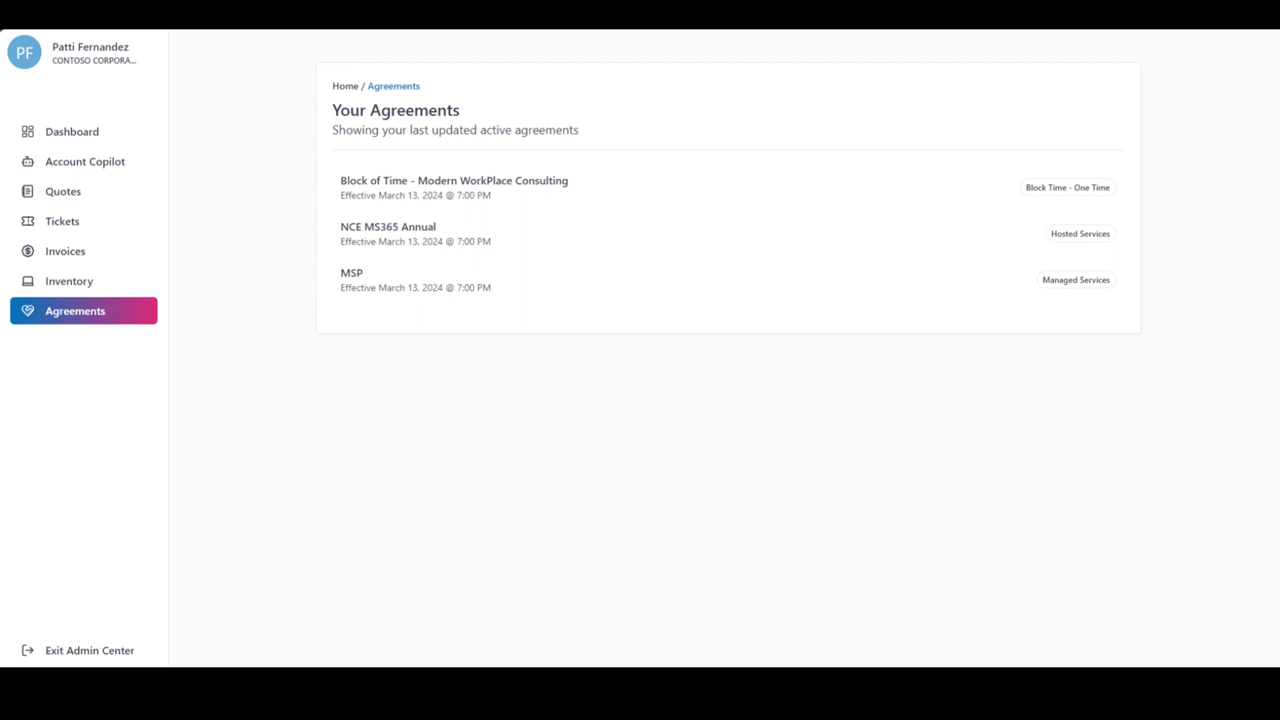 PF
Patti Fernandez
CONTOSO CORPORA...
Dashboard
Account Copilot
Quotes
Tickets
Invoices
Inventory
Agreements
Exit Admin Center
Home / Agreements
Your Agreements
Showing your last updated active agreements
Block of Time - Modern WorkPlace Consulting
Effective March 13, 2024 @ 7:00 PM
Block Time - One Time
NCE MS365 Annual
Effective March 13, 2024 @ 7:00 PM
Hosted Services
MSP
Effective March 13, 2024 @ 7:00 PM
Managed Services